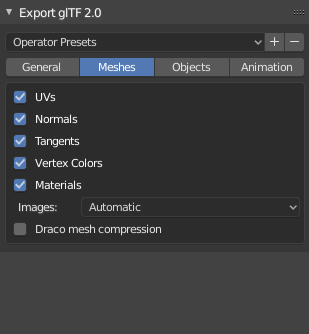 Export glTF 2.0
Operator Presets
General Meshes Objects Animation
UVs
Normals
Tangents
Vertex Colors
Materials
Images: Automatic
Draco mesh compression